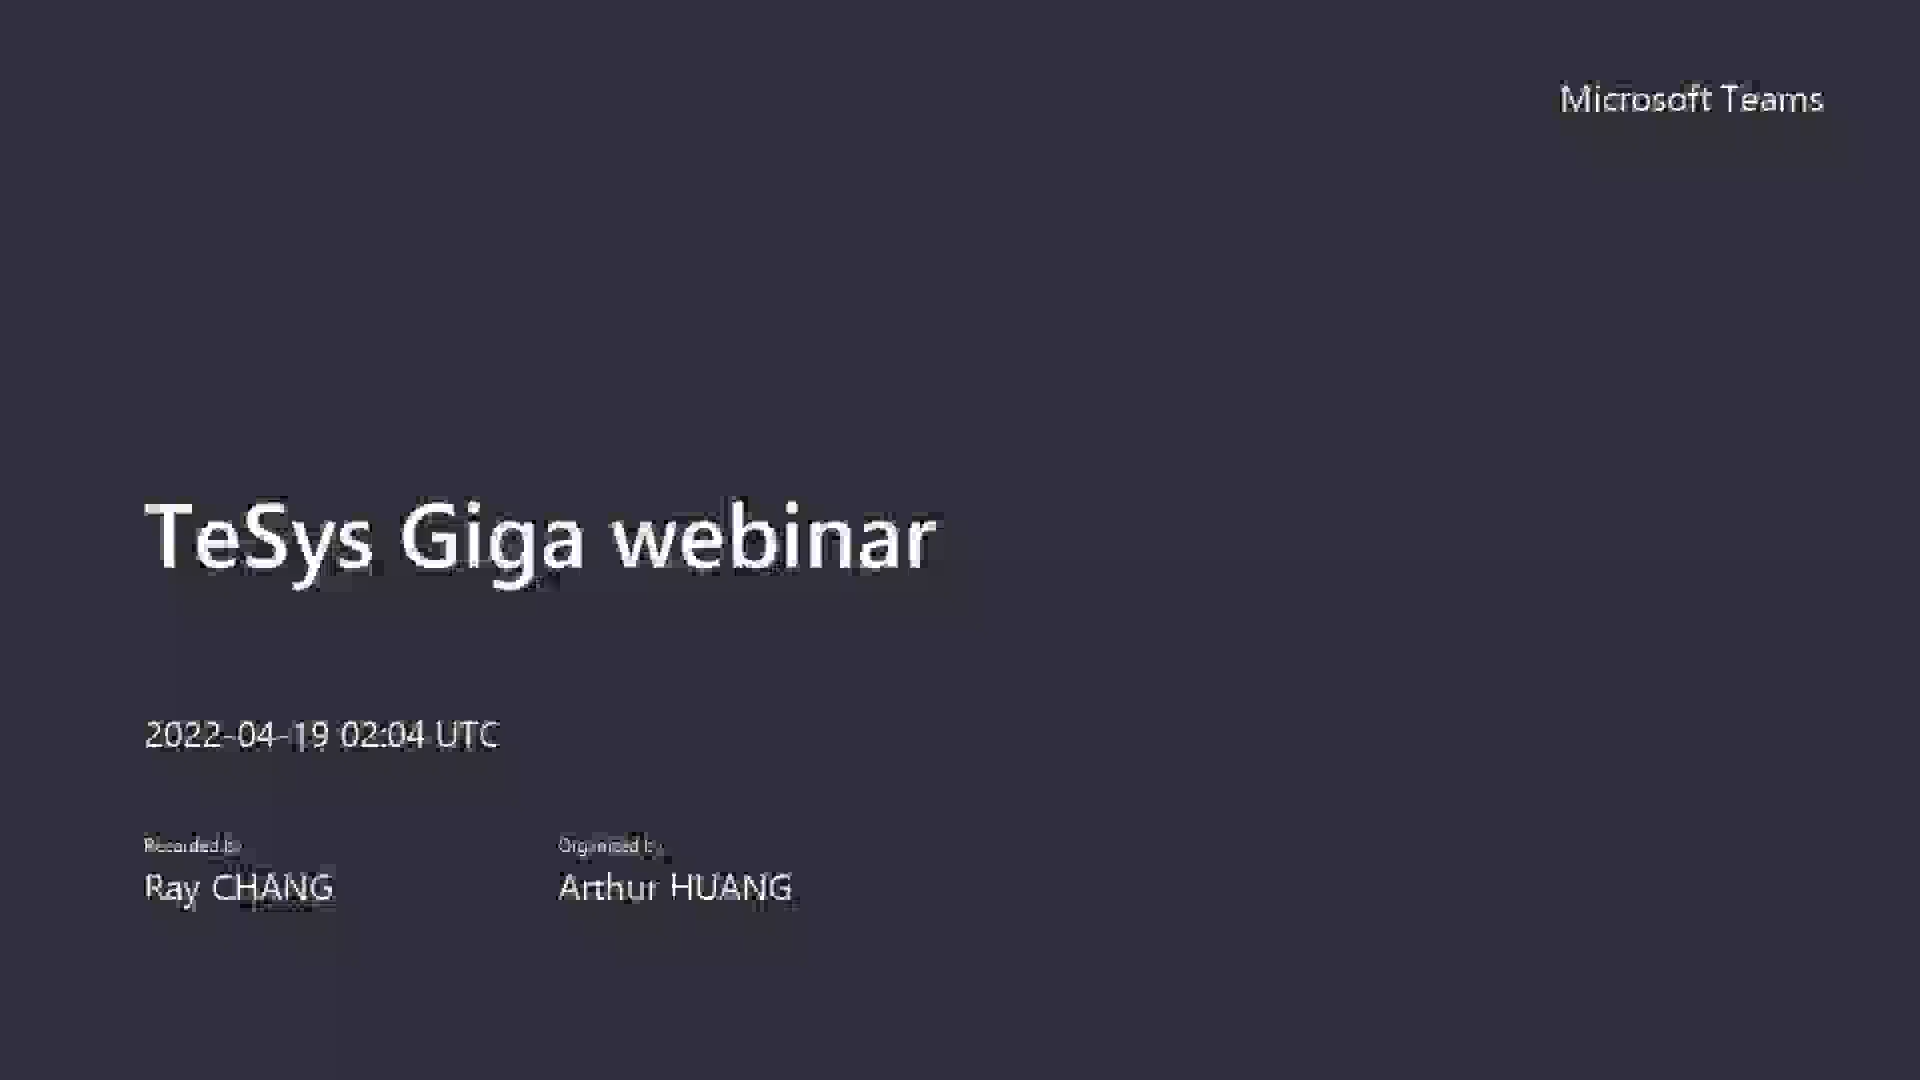 Microsoft Teams
TeSys Giga webinar
2022-04-19 02:04 UTC
Recorded by
Organized by
Ray CHANG
Arthur HUANG